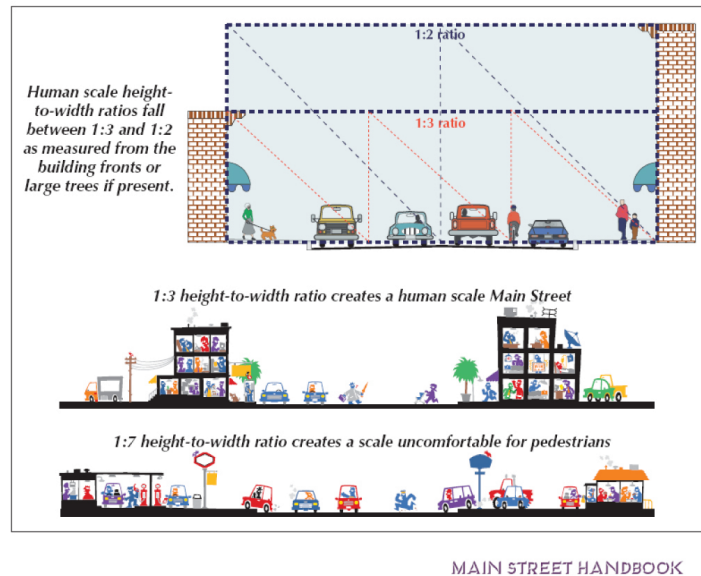 1:2 ratio
Human scale height-
to-width ratios fall
between 1:3 and 1:2
as measured from the
building fronts or
large trees if present.
1:3 ratio
1:3 height-to-width ratio creates a human scale Main Street
1:7 height-to-width ratio creates a scale uncomfortable for pedestrians
MAIN STREET HANDBOOK